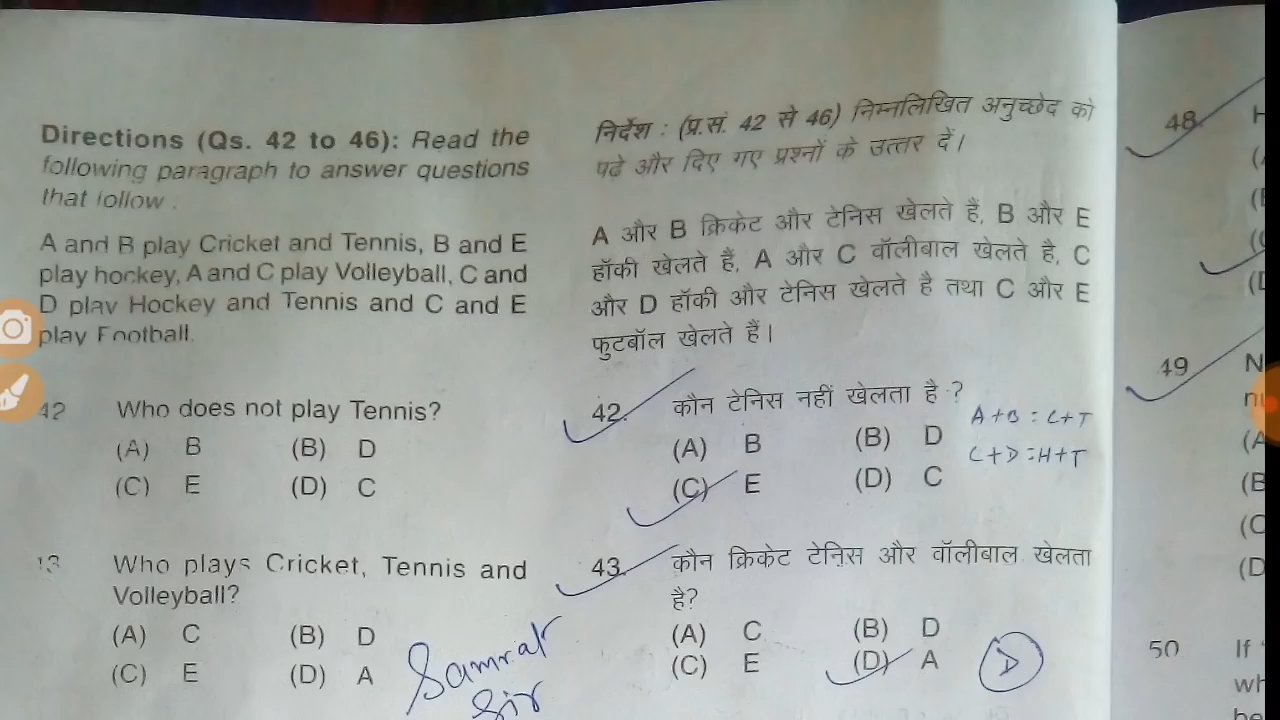 Directions (Qs. 42 to 46): Read the
following paragraph to answer questions
that follow .
A and B play Cricket and Tennis, B and E
play hockey, A and C play Volleyball, C and
D play Hockey and Tennis and C and E
play Football.
42 Who does not play Tennis?
(A) B (B) D
(C) E (D) C
13 Who plays Cricket, Tennis and
Volleyball?
(A) C (B) D
(C) E (D) A
Samrat
Sir
निर्देश : (प्र.सं. 42 से 46) निम्नलिखित अनुच्छेद को
पढ़े और दिए गए प्रश्नों के उत्तर दें।
A और B क्रिकेट और टेनिस खेलते हैं, B और E
हॉकी खेलते हैं, A और C वॉलीबाल खेलते है, C
और D हॉकी और टेनिस खेलते है तथा C और E
फुटबॉल खेलते हैं।
42. कौन टेनिस नहीं खेलता है ?
(A) B (B) D
(C) E (D) C
A+B = C+T
C+D = H+T
43. कौन क्रिकेट टेनिस और वॉलीबाल खेलता
है?
(A) C (B) D
(C) E (D) A
D
48
49
50 If